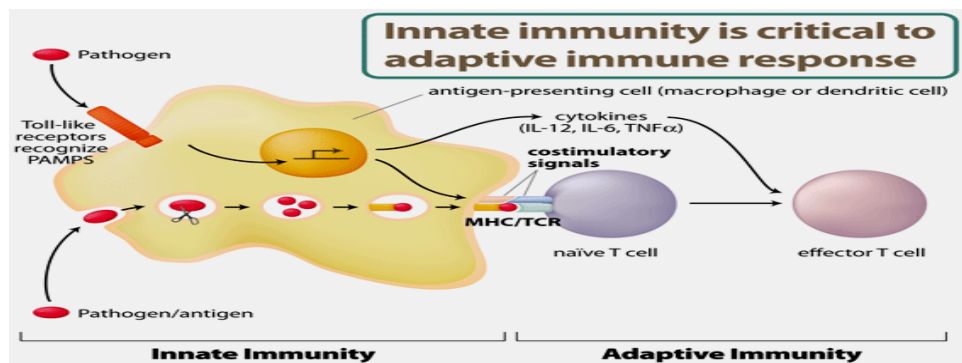 Innate immunity is critical to
adaptive immune response
Pathogen
antigen-presenting cell (macrophage or dendritic cell)
Toll-like
receptors
recognize
PAMPS
cytokines
(IL-12, IL-6, TNFα)
costimulatory
signals
MHC/TCR
naïve T cell
effector T cell
Pathogen/antigen
Innate Immunity
Adaptive Immunity